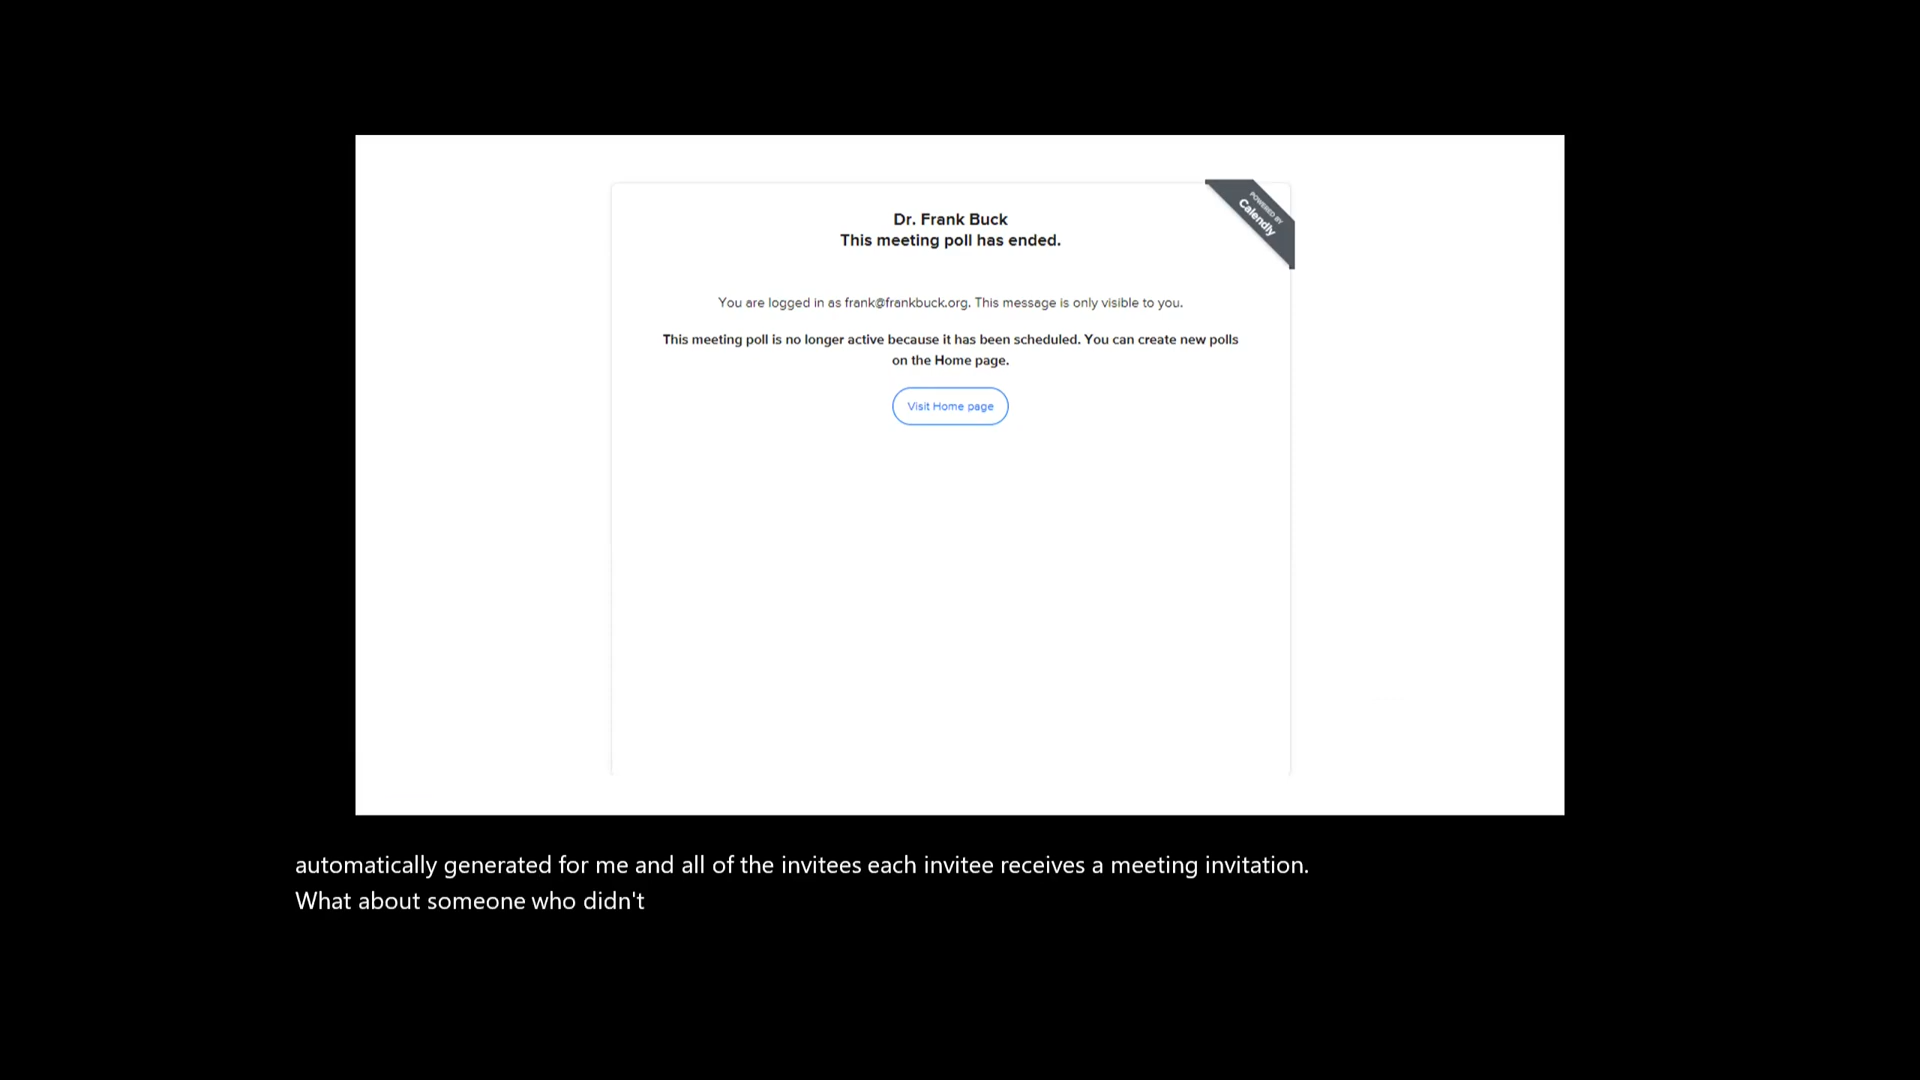 POWERED BY
Calendly
Dr. Frank Buck
This meeting poll has ended.
You are logged in as frank@frankbuck.org. This message is only visible to you.
This meeting poll is no longer active because it has been scheduled. You can create new polls
on the Home page.
Visit Home page
automatically generated for me and all of the invitees each invitee receives a meeting invitation.
What about someone who didn't